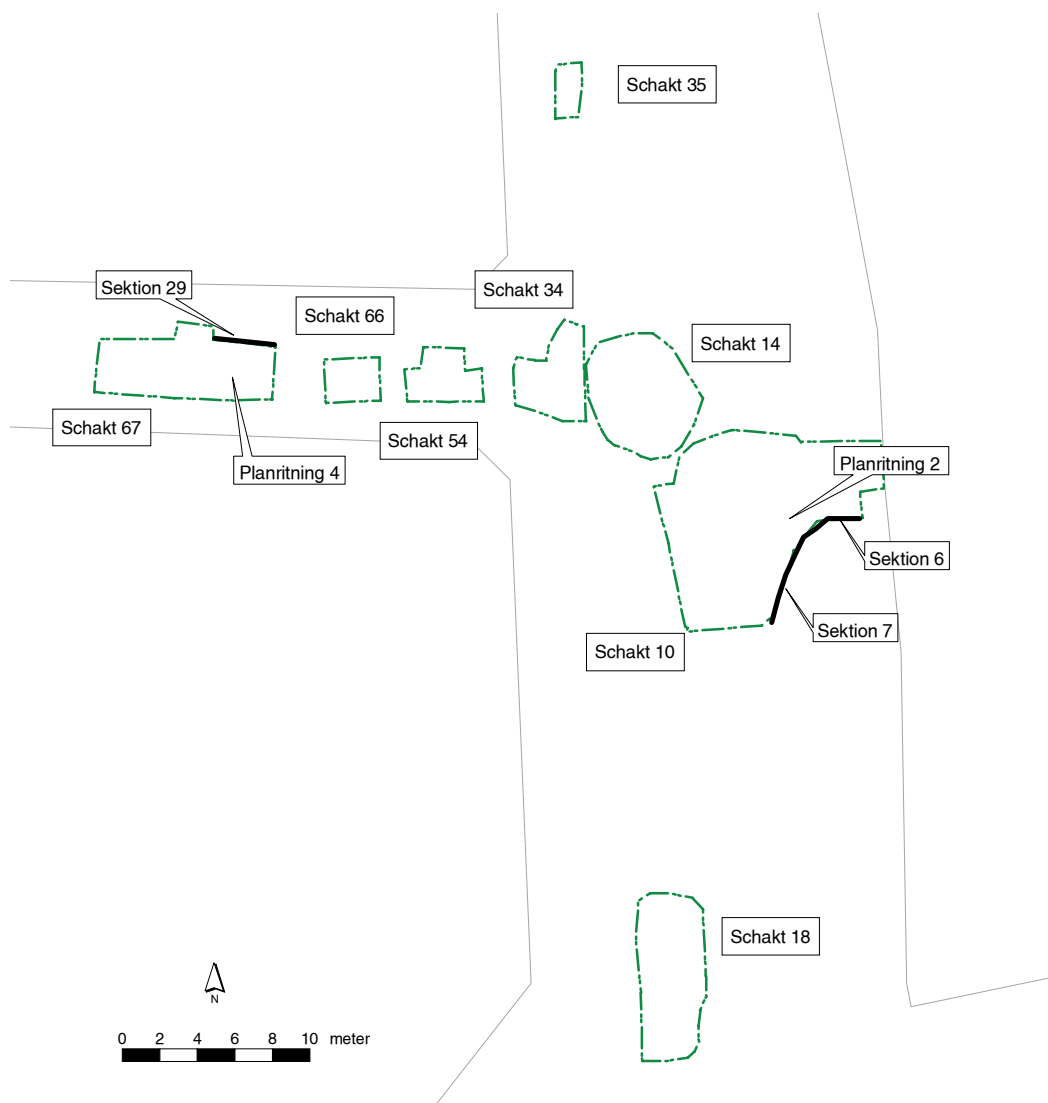 Schakt 35
Sektion 29
Schakt 34
Schakt 66
Schakt 14
Schakt 67
Schakt 54
Planritning 4
Planritning 2
Sektion 6
Sektion 7
Schakt 10
Schakt 18
N
0 2 4 6 8 10 meter